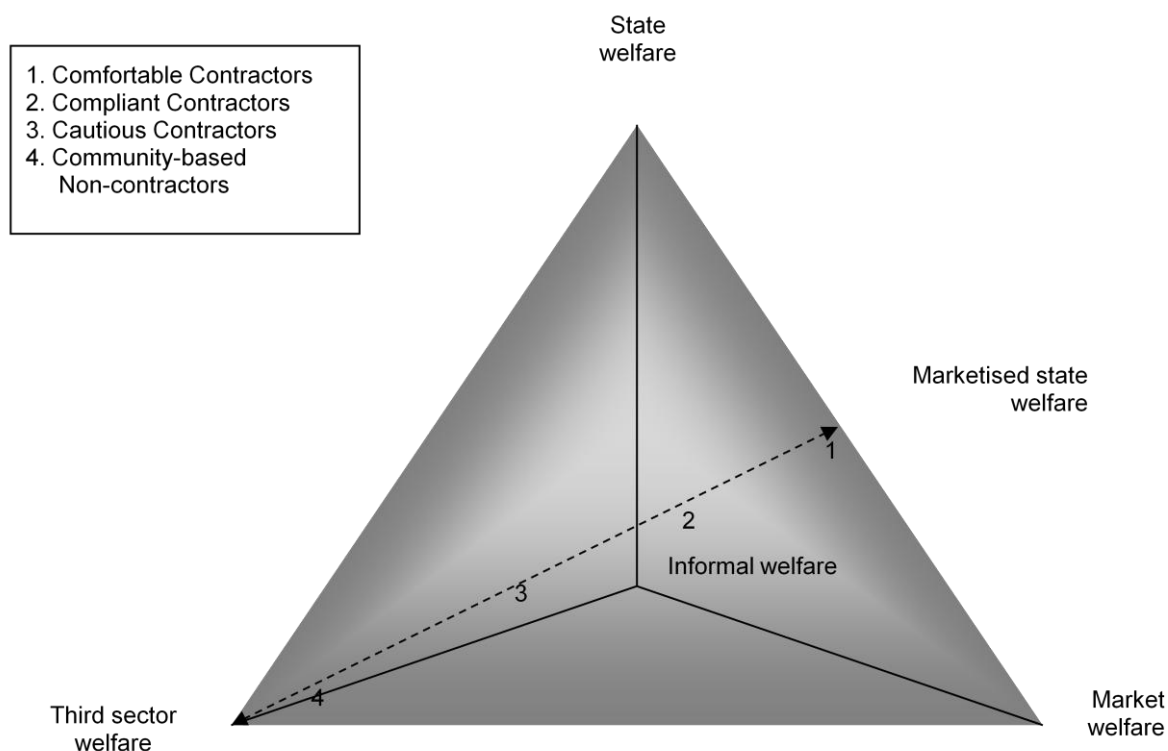 State
welfare
1. Comfortable Contractors
2. Compliant Contractors
3. Cautious Contractors
4. Community-based
Non-contractors
Marketised state
welfare
1
2
Informal welfare
3
4
Third sector
welfare
Market
welfare